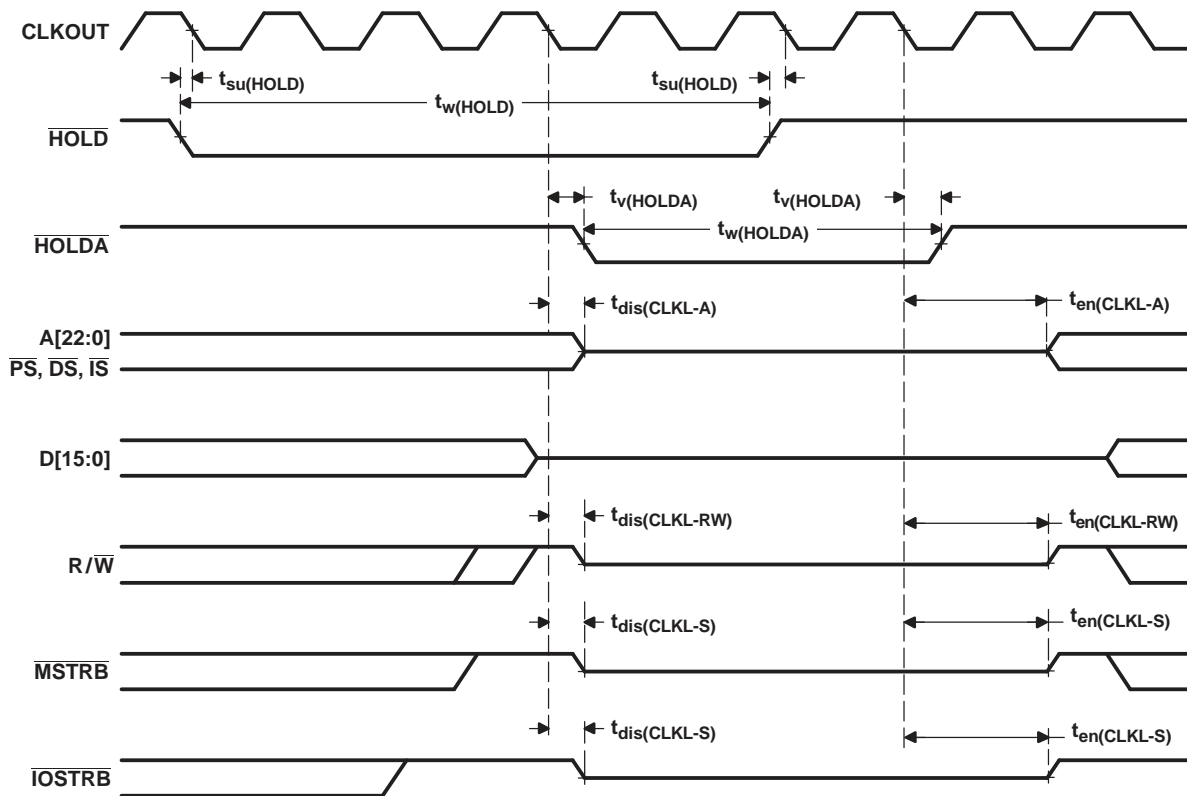 CLKOUT
tsu(HOLD) tsu(HOLD)
tw(HOLD)
HOLD
tv(HOLDA) tv(HOLDA)
tw(HOLDA)
HOLDA
tdis(CLKL-A) ten(CLKL-A)
A[22:0]
PS, DS, IS
D[15:0]
tdis(CLKL-RW) ten(CLKL-RW)
R/W
tdis(CLKL-S) ten(CLKL-S)
MSTRB
tdis(CLKL-S) ten(CLKL-S)
IOSTRB